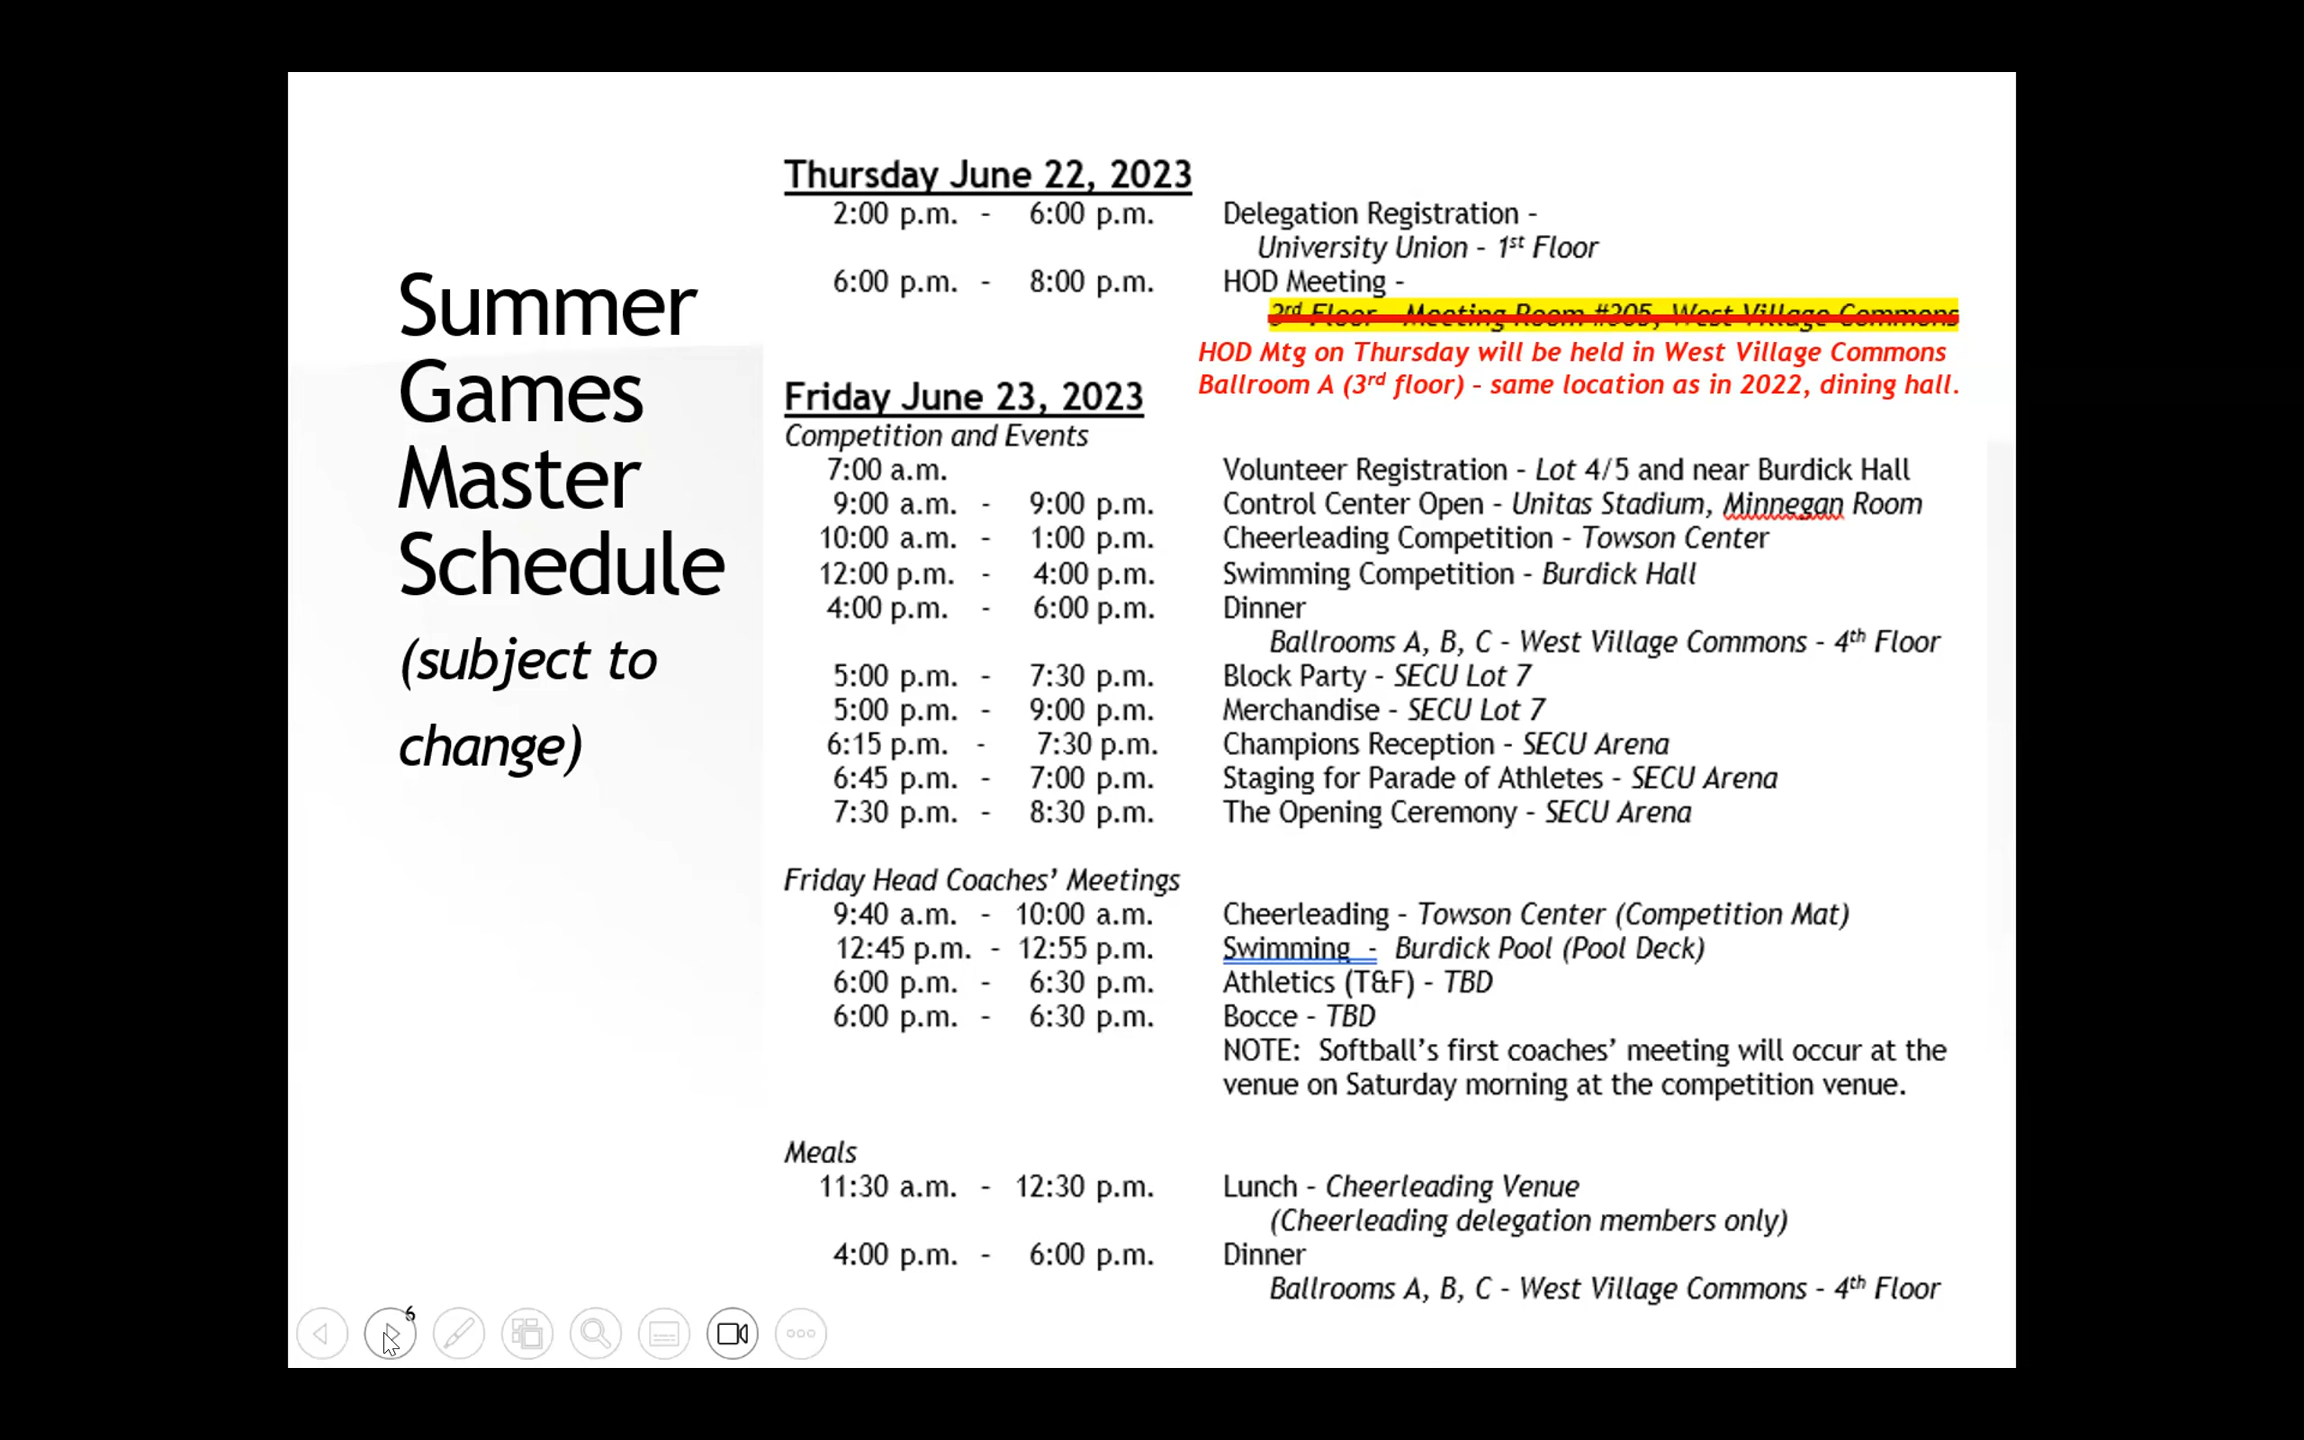 Summer
Games
Master
Schedule
(subject to
change)
Thursday June 22, 2023
2:00 p.m. - 6:00 p.m. Delegation Registration -
University Union - 1st Floor
6:00 p.m. - 8:00 p.m. HOD Meeting -
3rd Floor - Meeting Room #305, West Village Commons
HOD Mtg on Thursday will be held in West Village Commons
Ballroom A (3rd floor) - same location as in 2022, dining hall.
Friday June 23, 2023
Competition and Events
7:00 a.m. Volunteer Registration - Lot 4/5 and near Burdick Hall
9:00 a.m. - 9:00 p.m. Control Center Open - Unitas Stadium, Minnegan Room
10:00 a.m. - 1:00 p.m. Cheerleading Competition - Towson Center
12:00 p.m. - 4:00 p.m. Swimming Competition - Burdick Hall
4:00 p.m. - 6:00 p.m. Dinner
Ballrooms A, B, C - West Village Commons - 4th Floor
5:00 p.m. - 7:30 p.m. Block Party - SECU Lot 7
5:00 p.m. - 9:00 p.m. Merchandise - SECU Lot 7
6:15 p.m. - 7:30 p.m. Champions Reception - SECU Arena
6:45 p.m. - 7:00 p.m. Staging for Parade of Athletes - SECU Arena
7:30 p.m. - 8:30 p.m. The Opening Ceremony - SECU Arena
Friday Head Coaches’ Meetings
9:40 a.m. - 10:00 a.m. Cheerleading - Towson Center (Competition Mat)
12:45 p.m. - 12:55 p.m. Swimming - Burdick Pool (Pool Deck)
6:00 p.m. - 6:30 p.m. Athletics (T&F) - TBD
6:00 p.m. - 6:30 p.m. Bocce - TBD
NOTE: Softball’s first coaches’ meeting will occur at the
venue on Saturday morning at the competition venue.
Meals
11:30 a.m. - 12:30 p.m. Lunch - Cheerleading Venue
(Cheerleading delegation members only)
4:00 p.m. - 6:00 p.m. Dinner
Ballrooms A, B, C - West Village Commons - 4th Floor
6